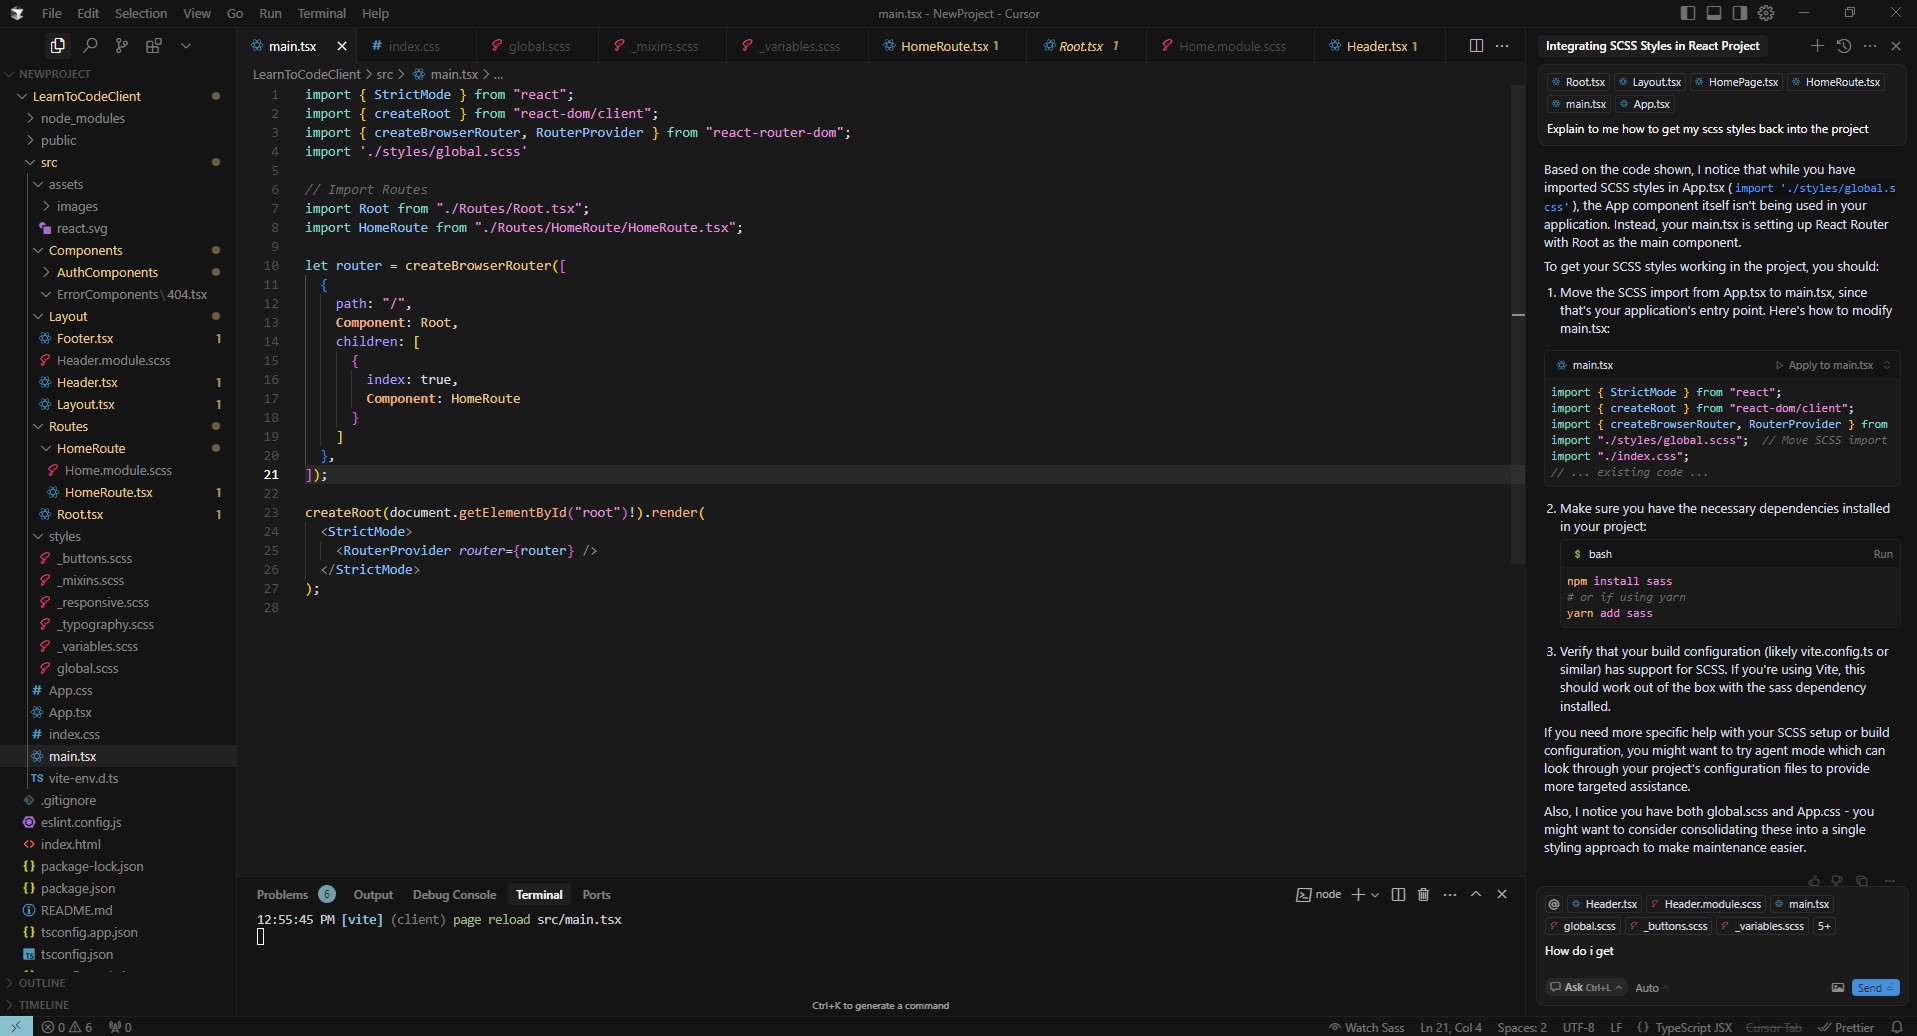 File Edit Selection View Go Run Terminal Help
main.tsx - NewProject - Cursor
NEWPROJECT
LearnToCodeClient
node_modules
public
src
assets
images
react.svg
Components
AuthComponents
ErrorComponents\404.tsx
Layout
Footer.tsx 1
Header.module.scss
Header.tsx 1
Layout.tsx 1
Routes
HomeRoute
Home.module.scss
HomeRoute.tsx 1
Root.tsx 1
styles
_buttons.scss
_mixins.scss
_responsive.scss
_typography.scss
_variables.scss
global.scss
App.css
App.tsx
index.css
main.tsx
vite-env.d.ts
.gitignore
eslint.config.js
index.html
package-lock.json
package.json
README.md
tsconfig.app.json
tsconfig.json
OUTLINE
TIMELINE
main.tsx index.css global.scss _mixins.scss _variables.scss HomeRoute.tsx 1 Root.tsx 1 Home.module.scss Header.tsx 1
LearnToCodeClient > src > main.tsx > ...
1 import { StrictMode } from "react";
2 import { createRoot } from "react-dom/client";
3 import { createBrowserRouter, RouterProvider } from "react-router-dom";
4 import './styles/global.scss'
5
6 // Import Routes
7 import Root from "./Routes/Root.tsx";
8 import HomeRoute from "./Routes/HomeRoute/HomeRoute.tsx";
9
10 let router = createBrowserRouter([
11 {
12 path: "/",
13 Component: Root,
14 children: [
15 {
16 index: true,
17 Component: HomeRoute
18 }
19 ]
20 },
21 ]);
22
23 createRoot(document.getElementById("root")!).render(
24 <StrictMode>
25 <RouterProvider router={router} />
26 </StrictMode>
27 );
28
Problems 6 Output Debug Console Terminal Ports
node
12:55:45 PM [vite] (client) page reload src/main.tsx
Ctrl+K to generate a command
Integrating SCSS Styles in React Project
Root.tsx Layout.tsx HomePage.tsx HomeRoute.tsx
main.tsx App.tsx
Explain to me how to get my scss styles back into the project
Based on the code shown, I notice that while you have
imported SCSS styles in App.tsx ( import './styles/global.s
css' ), the App component itself isn't being used in your
application. Instead, your main.tsx is setting up React Router
with Root as the main component.
To get your SCSS styles working in the project, you should:
1. Move the SCSS import from App.tsx to main.tsx, since
that's your application's entry point. Here's how to modify
main.tsx:
main.tsx Apply to main.tsx
import { StrictMode } from "react";
import { createRoot } from "react-dom/client";
import { createBrowserRouter, RouterProvider } from
import "./styles/global.scss"; // Move SCSS import
import "./index.css";
// ... existing code ...
2. Make sure you have the necessary dependencies installed
in your project:
$ bash Run
npm install sass
# or if using yarn
yarn add sass
3. Verify that your build configuration (likely vite.config.ts or
similar) has support for SCSS. If you're using Vite, this
should work out of the box with the sass dependency
installed.
If you need more specific help with your SCSS setup or build
configuration, you might want to try agent mode which can
look through your project's configuration files to provide
more targeted assistance.
Also, I notice you have both global.scss and App.css - you
might want to consider consolidating these into a single
styling approach to make maintenance easier.
@ Header.tsx Header.module.scss main.tsx
global.scss _buttons.scss _variables.scss 5+
How do i get
Ask Ctrl+L Auto Send
0 6 0
Watch Sass Ln 21, Col 4 Spaces: 2 UTF-8 LF {} TypeScript JSX Cursor Tab Prettier